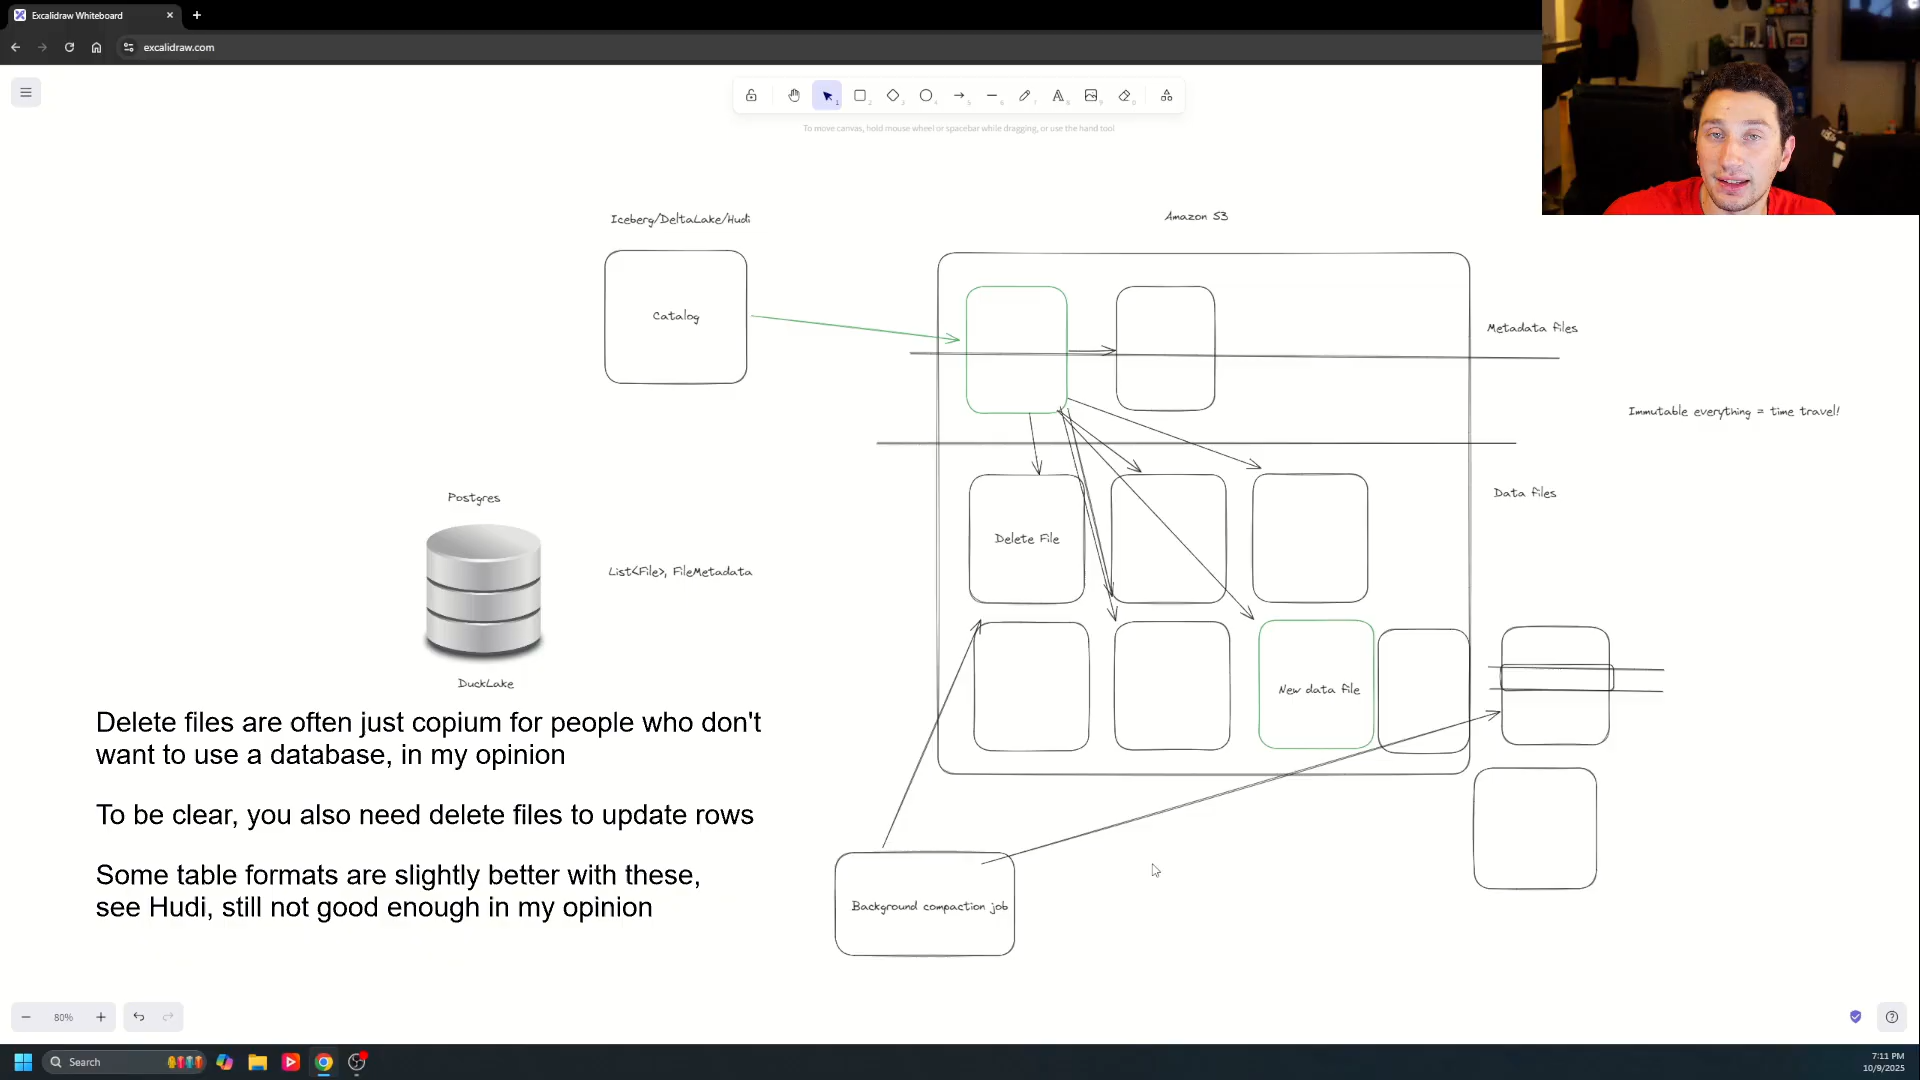 Excalidraw Whiteboard
excalidraw.com
To move canvas, hold mouse wheel or spacebar while dragging, or use the hand tool
Iceberg/DeltaLake/Hudi
Amazon S3
Catalog
Metadata files
Immutable everything = time travel!
Postgres
Data files
Delete File
List<File>, FileMetadata
DuckLake
New data file
Delete files are often just copium for people who don't
want to use a database, in my opinion
To be clear, you also need delete files to update rows
Some table formats are slightly better with these,
see Hudi, still not good enough in my opinion
Background compaction job
80%
Search
7:11 PM
10/9/2025